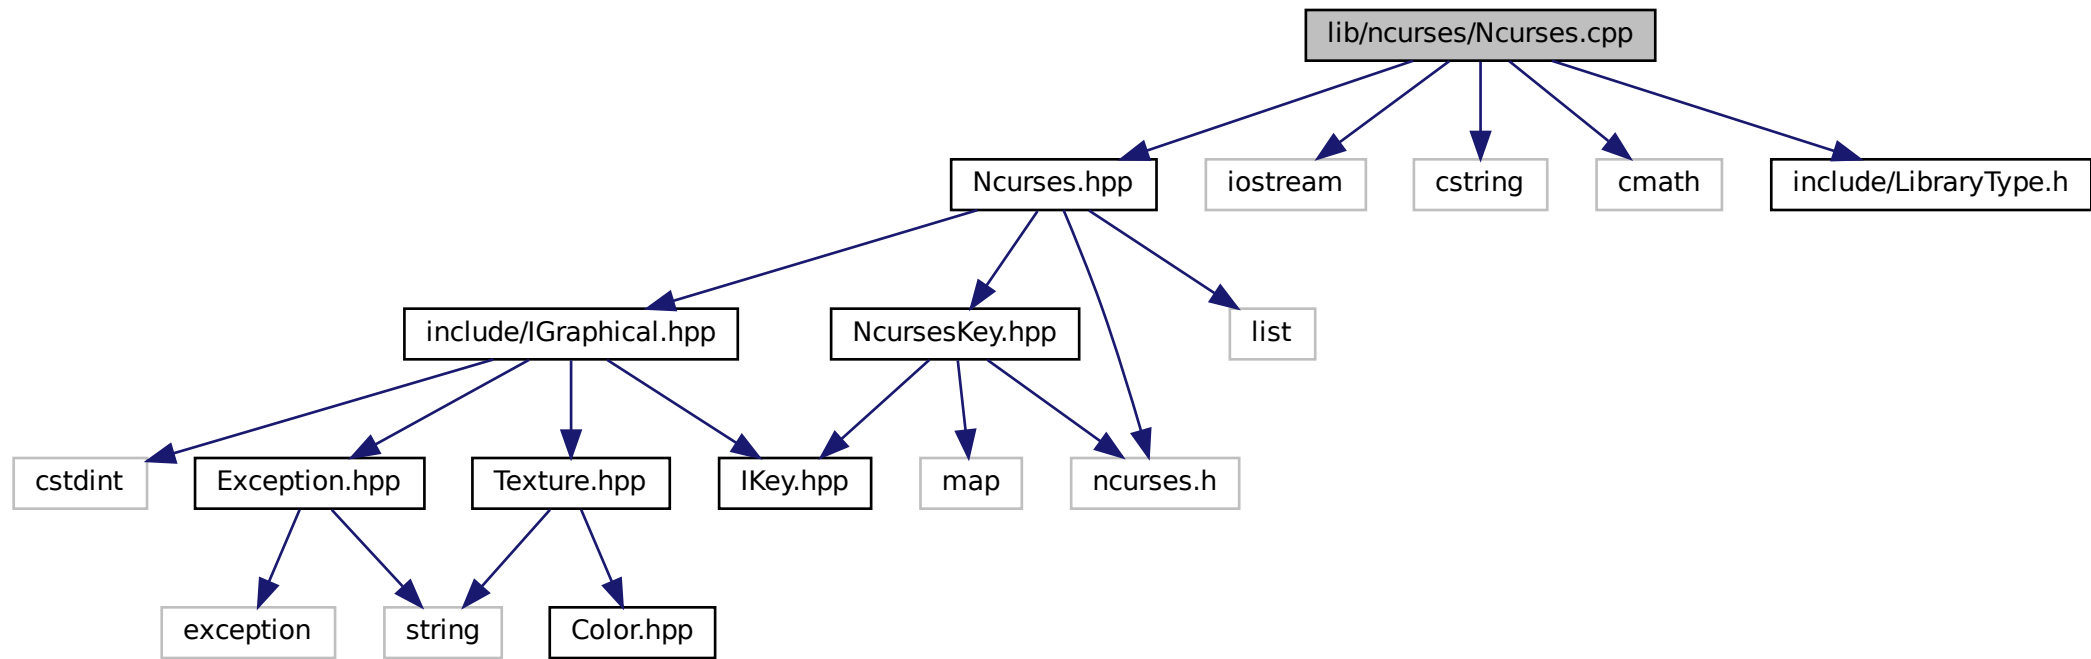 lib/ncurses/Ncurses.cpp
Ncurses.hpp
iostream
cstring
cmath
include/LibraryType.h
include/IGraphical.hpp
NcursesKey.hpp
list
cstdint
Exception.hpp
Texture.hpp
IKey.hpp
map
ncurses.h
exception
string
Color.hpp